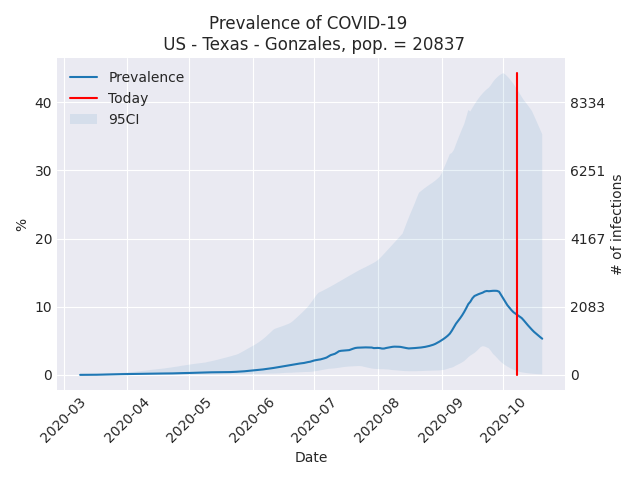 Prevalence of COVID-19
US - Texas - Gonzales, pop. = 20837
Prevalence
Today
95CI
40
30
20
10
0
%
8334
6251
4167
2083
0
# of infections
2020-03
2020-04
2020-05
2020-06
2020-07
2020-08
2020-09
2020-10
Date